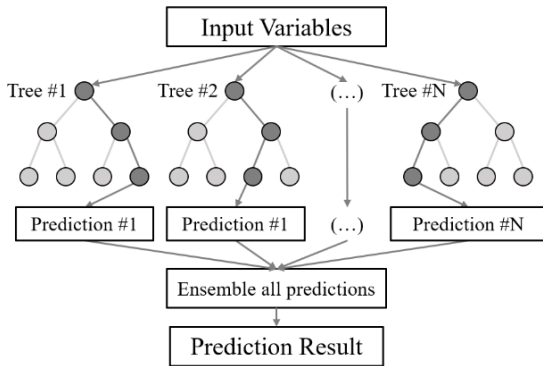 Input Variables
Tree #1
Tree #2
(...)
Tree #N
Prediction #1
Prediction #1
(...)
Prediction #N
Ensemble all predictions
Prediction Result